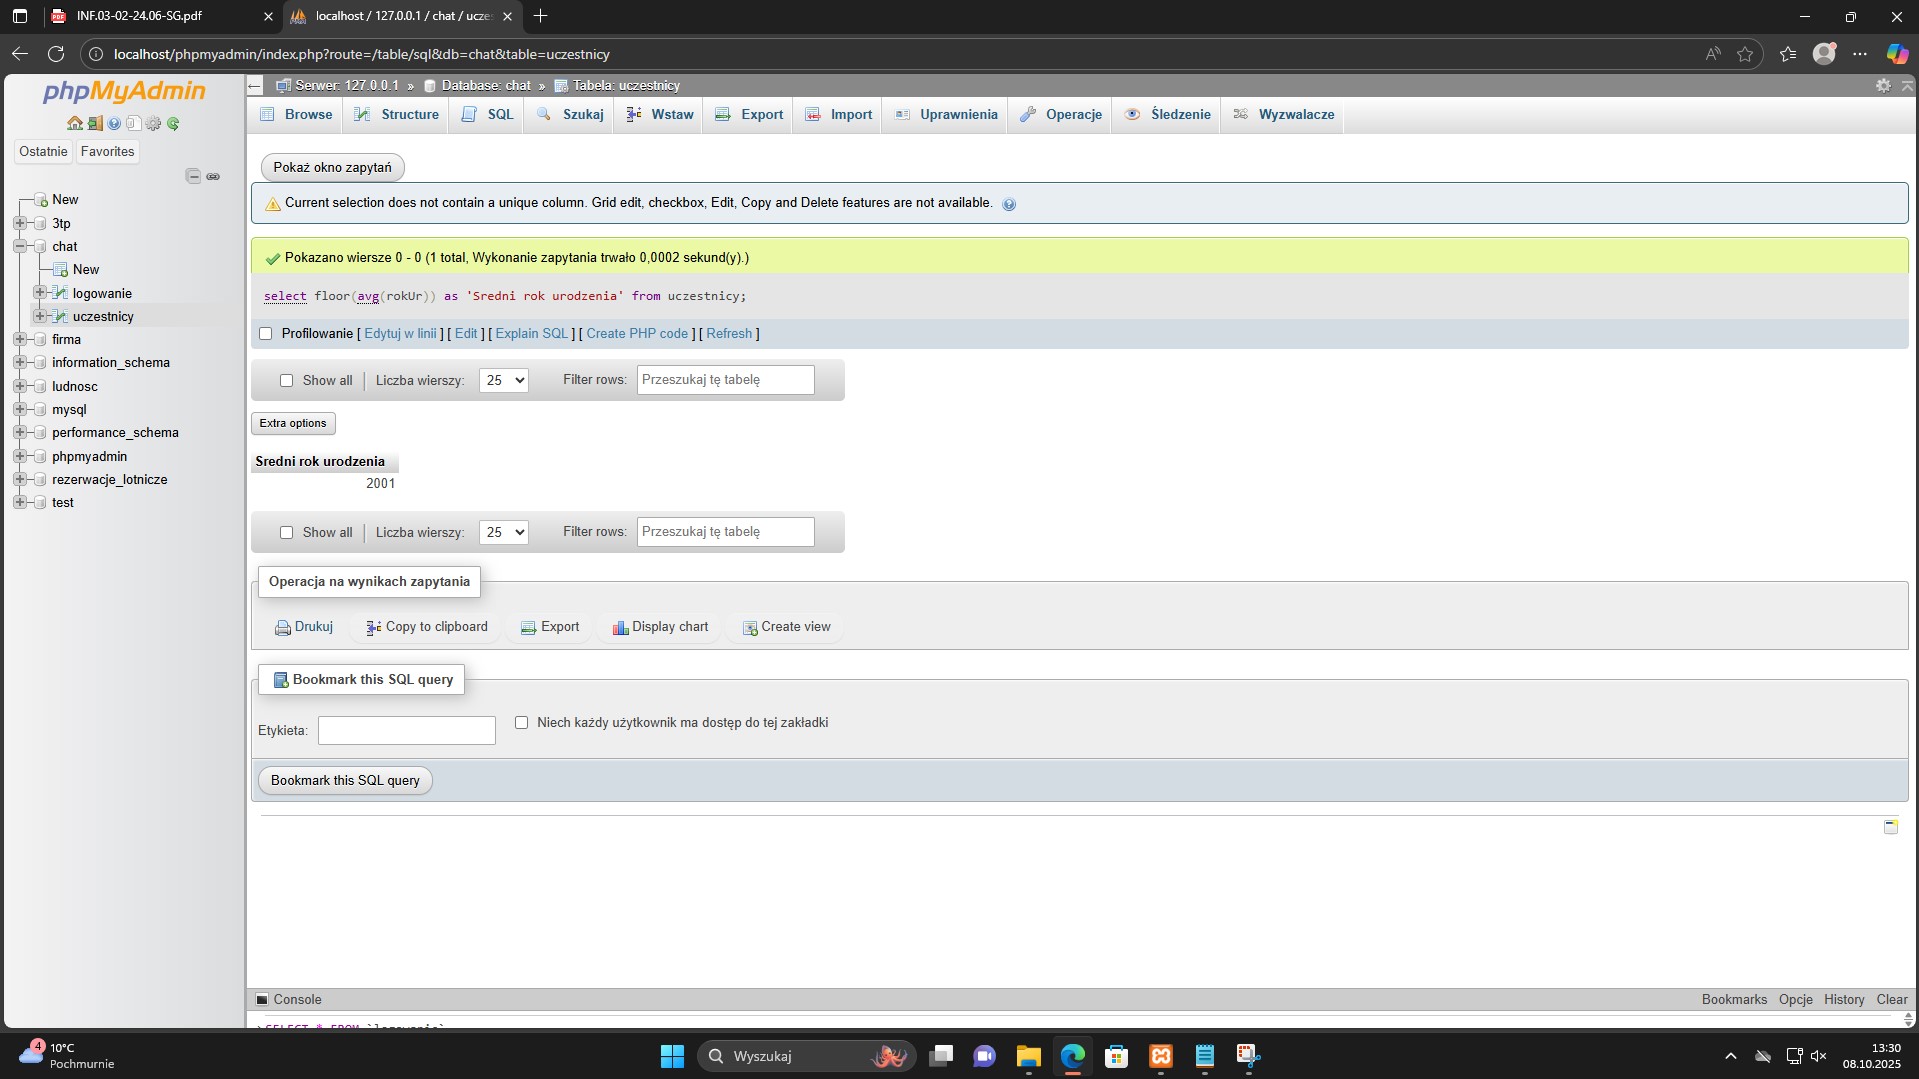 INF.03-02-24.06-SG.pdf
localhost / 127.0.0.1 / chat / ucze
localhost/phpmyadmin/index.php?route=/table/sql&db=chat&table=uczestnicy
phpMyAdmin
Ostatnie Favorites
New
3tp
chat
New
logowanie
uczestnicy
firma
information_schema
ludnosc
mysql
performance_schema
phpmyadmin
rezerwacje_lotnicze
test
Serwer: 127.0.0.1 » Database: chat » Tabela: uczestnicy
Browse Structure SQL Szukaj Wstaw Export Import Uprawnienia Operacje Śledzenie Wyzwalacze
Pokaż okno zapytań
Current selection does not contain a unique column. Grid edit, checkbox, Edit, Copy and Delete features are not available.
Pokazano wiersze 0 - 0 (1 total, Wykonanie zapytania trwało 0,0002 sekund(y).)
select floor(avg(rokUr)) as 'Sredni rok urodzenia' from uczestnicy;
Profilowanie [ Edytuj w linii ] [ Edit ] [ Explain SQL ] [ Create PHP code ] [ Refresh ]
Show all Liczba wierszy: 25 Filter rows: Przeszukaj tę tabelę
Extra options
Sredni rok urodzenia
2001
Show all Liczba wierszy: 25 Filter rows: Przeszukaj tę tabelę
Operacja na wynikach zapytania
Drukuj Copy to clipboard Export Display chart Create view
Bookmark this SQL query
Etykieta: Niech każdy użytkownik ma dostęp do tej zakładki
Bookmark this SQL query
Console Bookmarks Opcje History Clear
>SELECT * FROM `logowanie`
4
10°C
Pochmurnie
Wyszukaj
13:30
08.10.2025